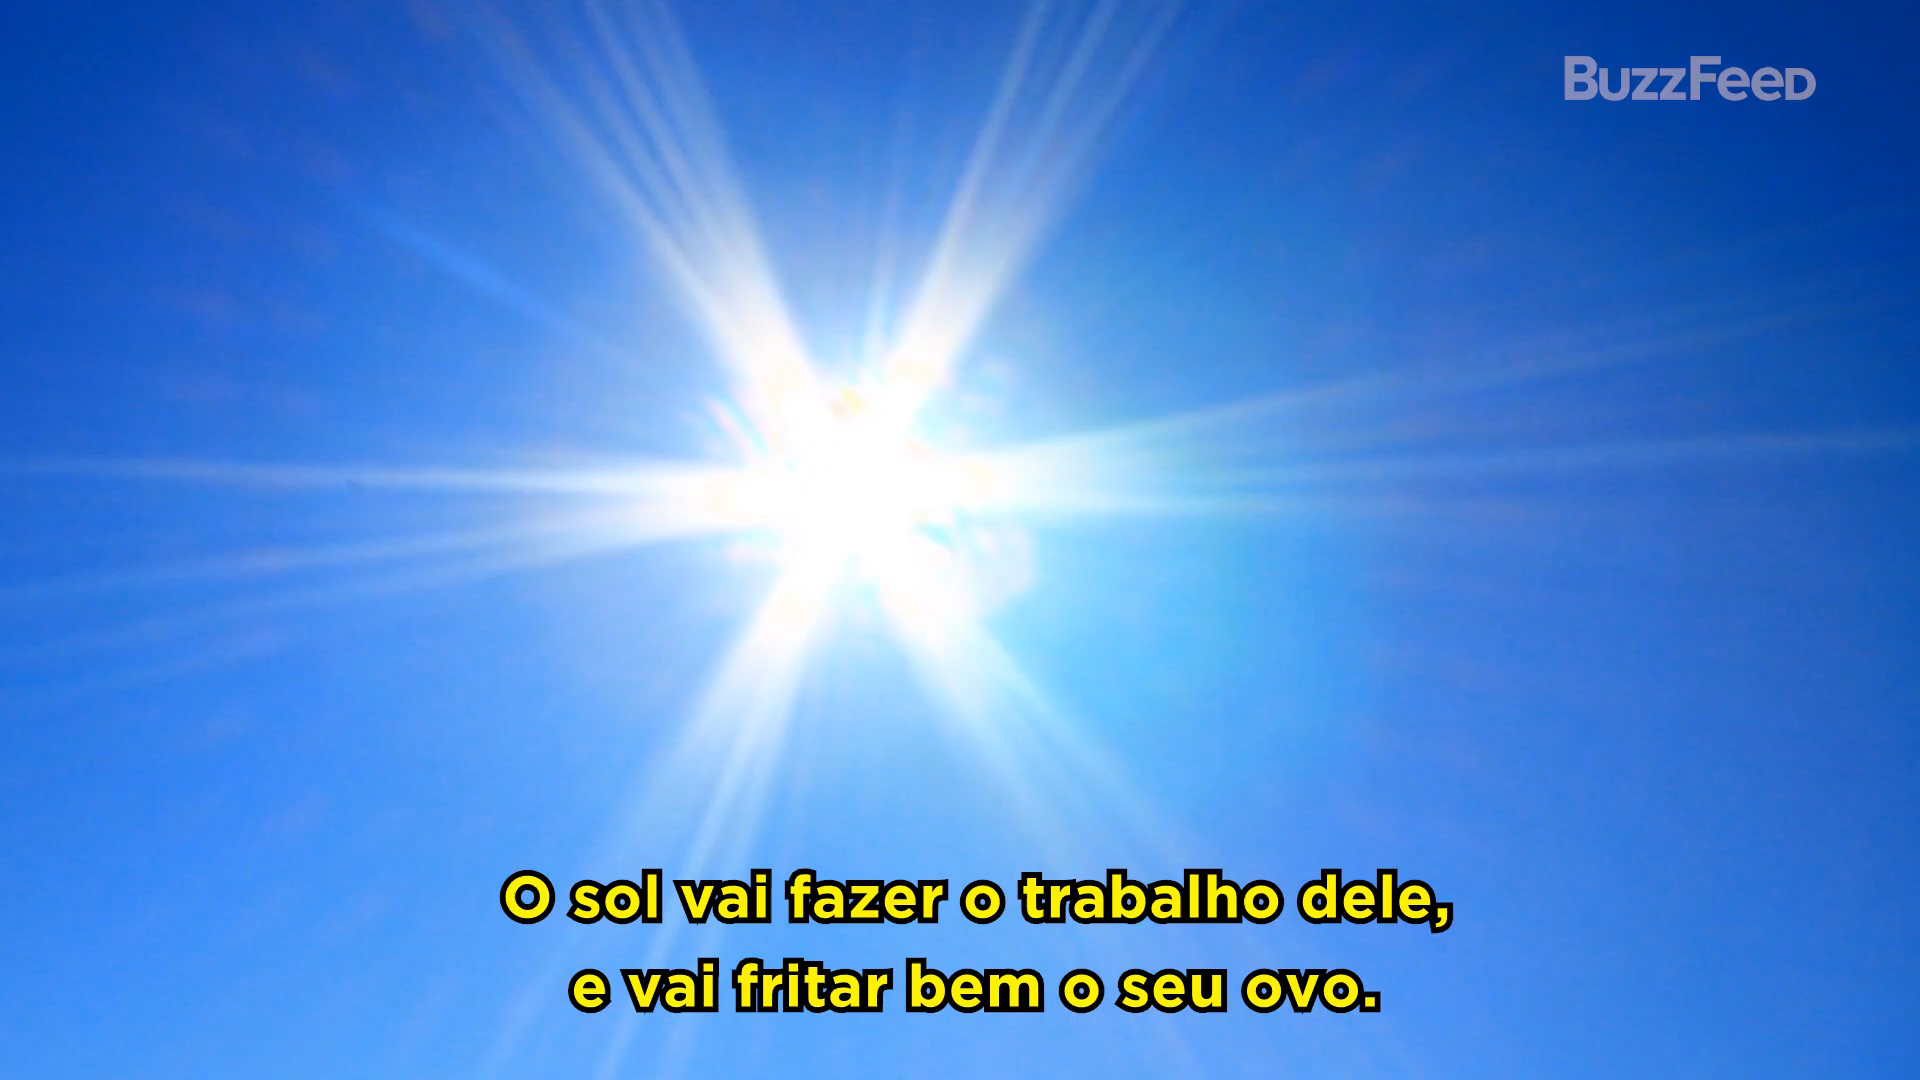 BuzzFeed
O sol vai fazer o trabalho dele,
e vai fritar bem o seu ovo.